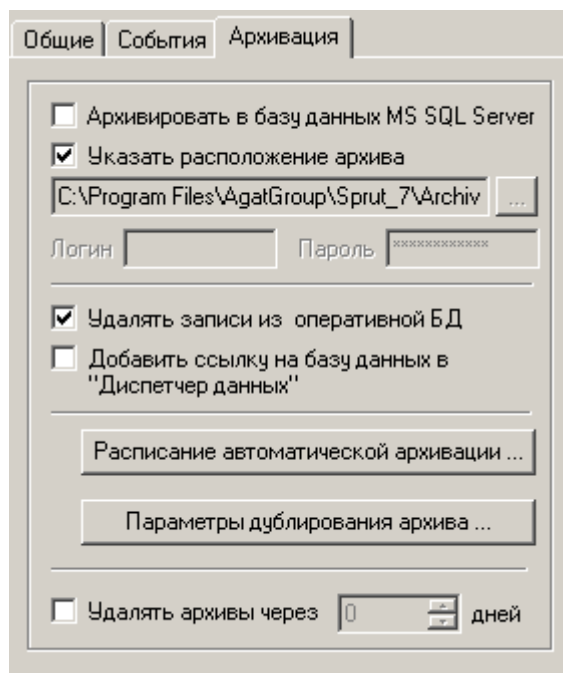 Общие События Архивация
Архивировать в базу данных MS SQL Server
Указать расположение архива
C:\Program Files\AgatGroup\Sprut_7\Archiv ...
Логин Пароль ************
Удалять записи из оперативной БД
Добавить ссылку на базу данных в
"Диспетчер данных"
Расписание автоматической архивации ...
Параметры дублирования архива ...
Удалять архивы через 0 дней